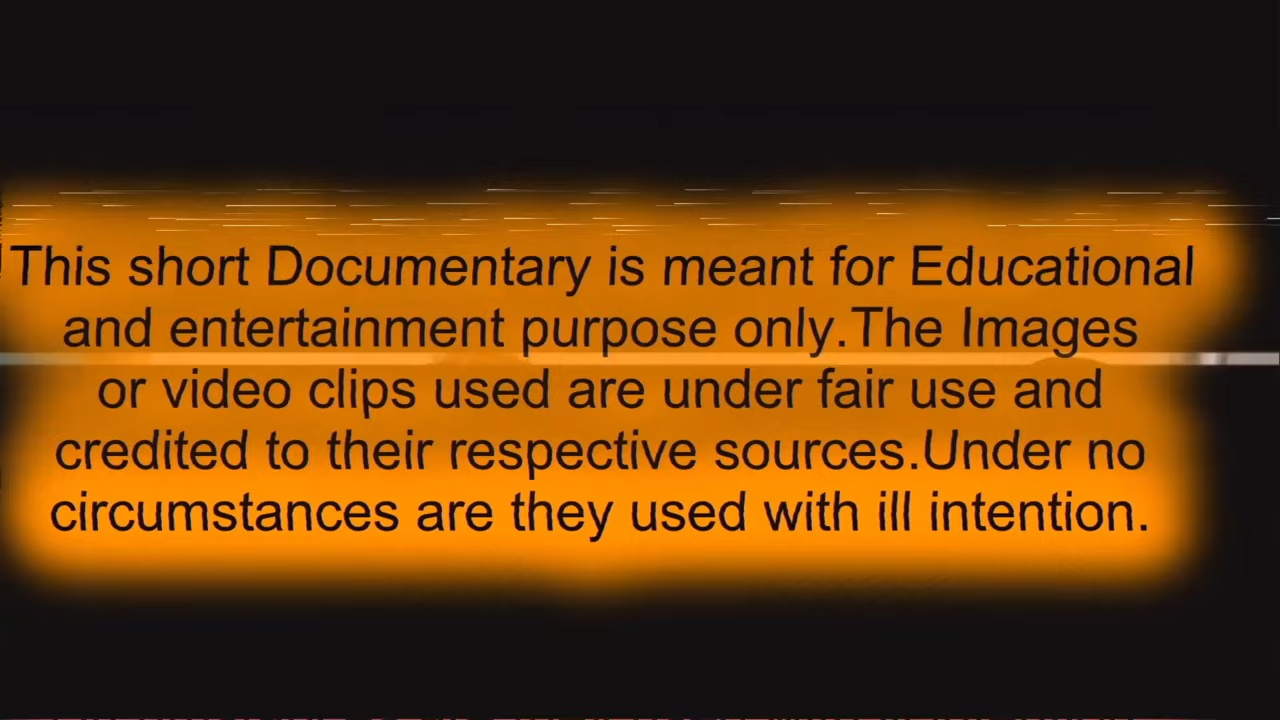 This short Documentary is meant for Educational
and entertainment purpose only.The Images
or video clips used are under fair use and
credited to their respective sources.Under no
circumstances are they used with ill intention.